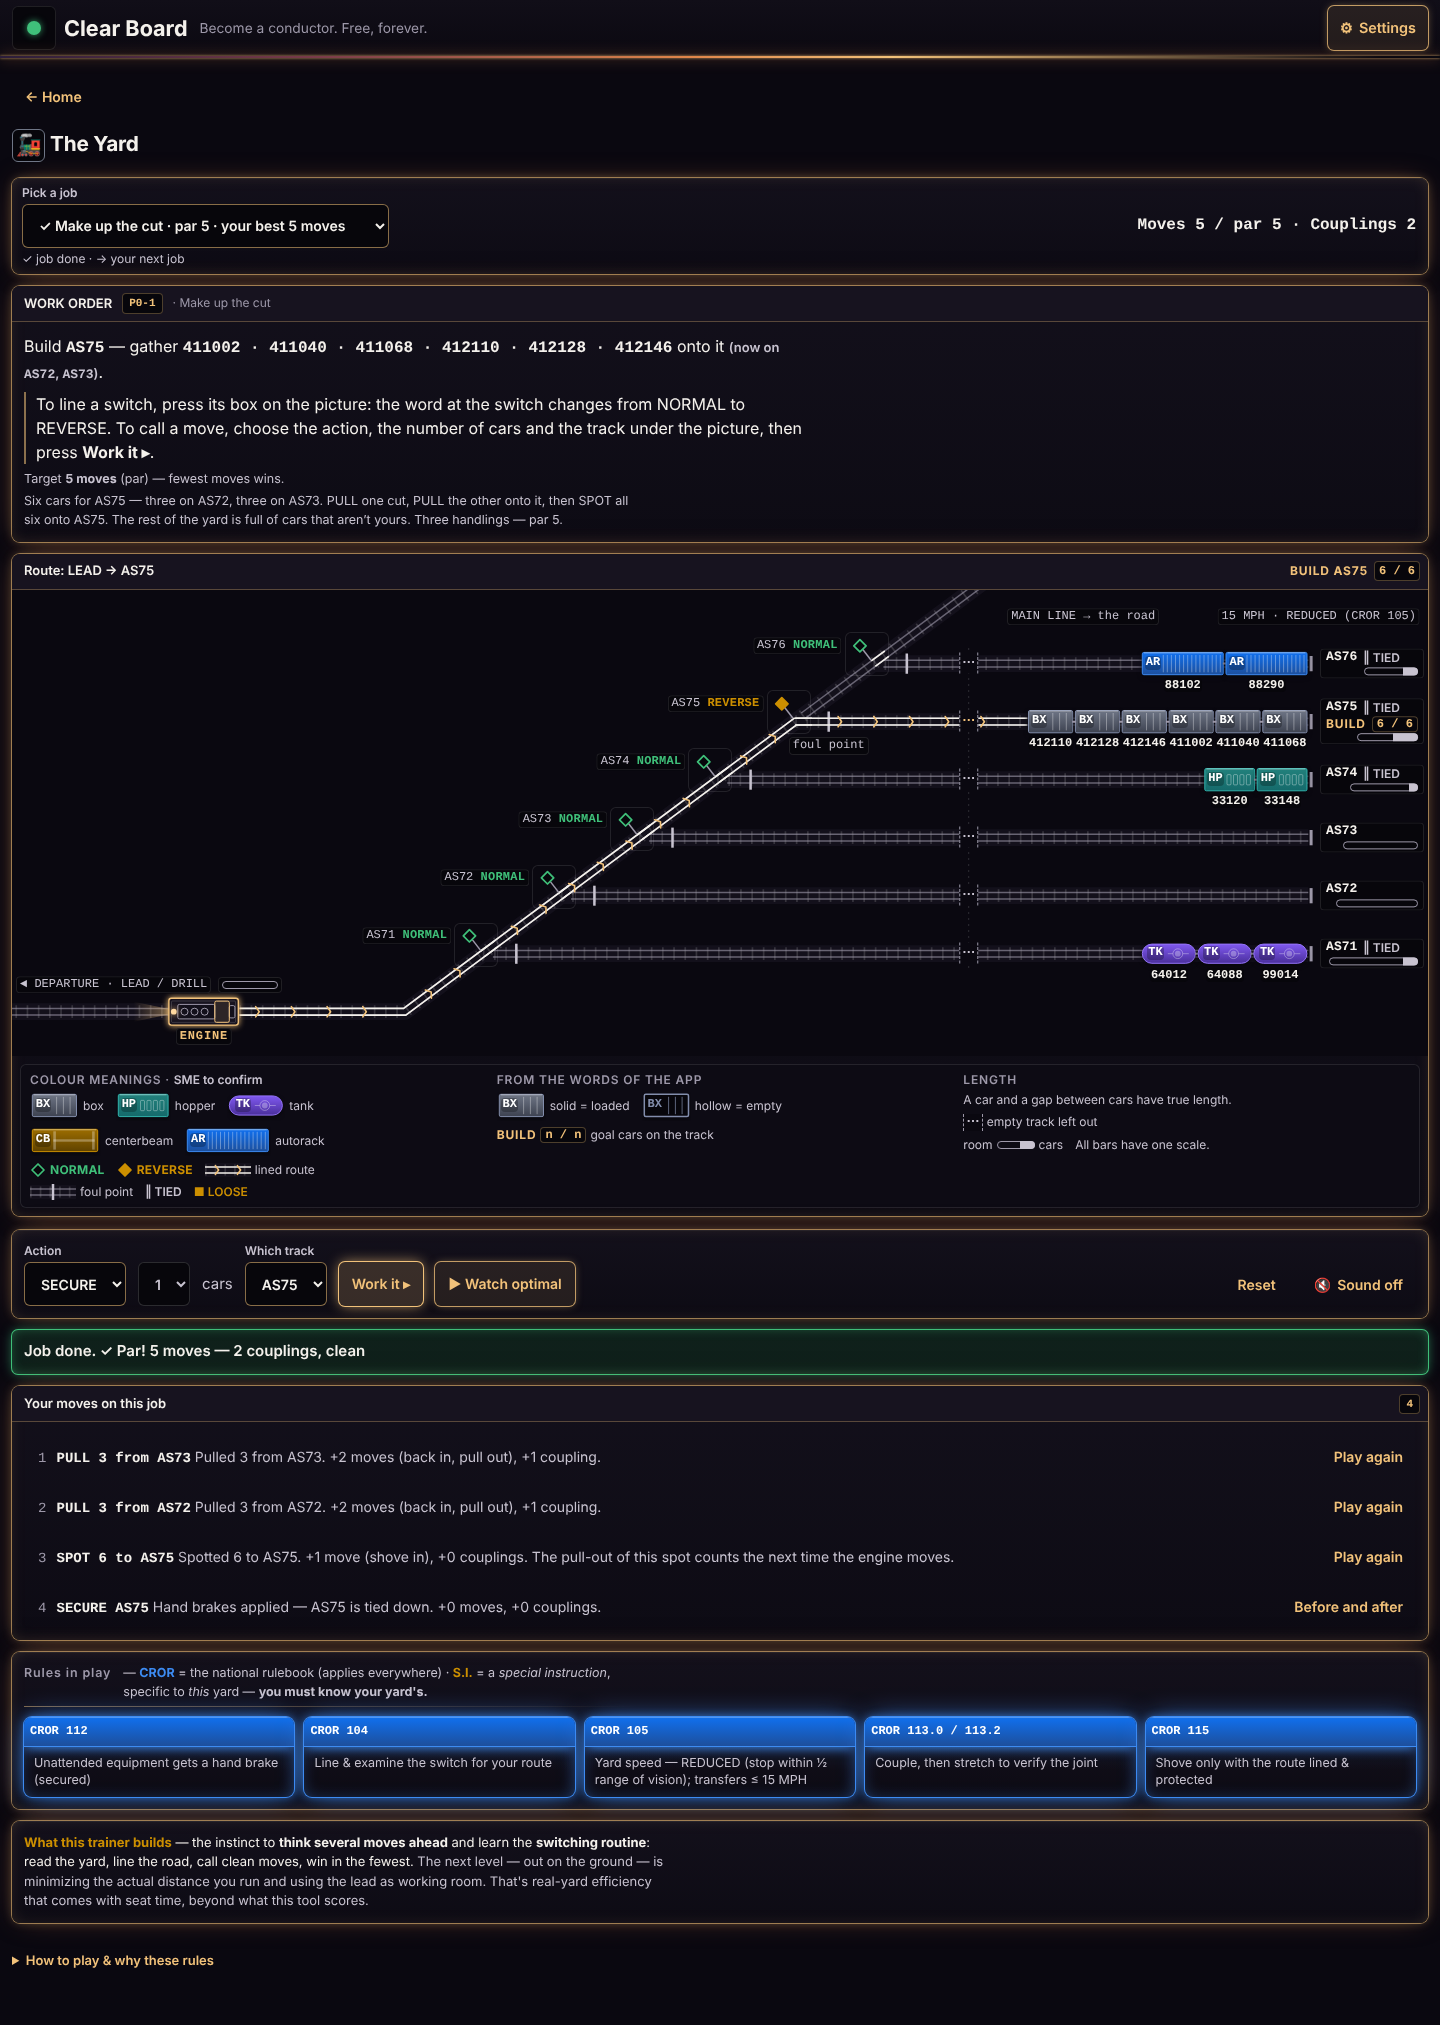 Clear Board Become a conductor. Free, forever.
⚙ Settings
← Home
The Yard
Pick a job
✓ Make up the cut · par 5 · your best 5 moves
Moves 5 / par 5 · Couplings 2
✓ job done · → your next job
WORK ORDER P0-1 · Make up the cut
Build AS75 — gather 411002 · 411040 · 411068 · 412110 · 412128 · 412146 onto it (now on
AS72, AS73).
To line a switch, press its box on the picture: the word at the switch changes from NORMAL to
REVERSE. To call a move, choose the action, the number of cars and the track under the picture, then
press Work it ▸.
Target 5 moves (par) — fewest moves wins.
Six cars for AS75 — three on AS72, three on AS73. PULL one cut, PULL the other onto it, then SPOT all
six onto AS75. The rest of the yard is full of cars that aren't yours. Three handlings — par 5.
Route: LEAD → AS75
BUILD AS75 6 / 6
MAIN LINE → the road
15 MPH · REDUCED (CROR 105)
AS76 NORMAL
AR AR
88102 88290
AS76 ‖ TIED
AS75 REVERSE
BX BX BX BX BX BX
412110 412128 412146 411002 411040 411068
AS75 ‖ TIED
BUILD 6 / 6
foul point
AS74 NORMAL
HP HP
33120 33148
AS74 ‖ TIED
AS73 NORMAL
AS73
AS72 NORMAL
AS72
AS71 NORMAL
TK TK TK
64012 64088 99014
AS71 ‖ TIED
◄ DEPARTURE · LEAD / DRILL
ENGINE
COLOUR MEANINGS · SME to confirm
BX box HP hopper TK tank
CB centerbeam AR autorack
NORMAL REVERSE lined route
foul point ‖ TIED ■ LOOSE
FROM THE WORDS OF THE APP
BX solid = loaded BX hollow = empty
BUILD n / n goal cars on the track
LENGTH
A car and a gap between cars have true length.
··· empty track left out
room cars All bars have one scale.
Action
Which track
SECURE 1 cars AS75 Work it ▸ ▶ Watch optimal
Reset
Sound off
Job done. ✓ Par! 5 moves — 2 couplings, clean
Your moves on this job
4
1 PULL 3 from AS73 Pulled 3 from AS73. +2 moves (back in, pull out), +1 coupling.
Play again
2 PULL 3 from AS72 Pulled 3 from AS72. +2 moves (back in, pull out), +1 coupling.
Play again
3 SPOT 6 to AS75 Spotted 6 to AS75. +1 move (shove in), +0 couplings. The pull-out of this spot counts the next time the engine moves.
Play again
4 SECURE AS75 Hand brakes applied — AS75 is tied down. +0 moves, +0 couplings.
Before and after
Rules in play — CROR = the national rulebook (applies everywhere) · S.I. = a special instruction,
specific to this yard — you must know your yard's.
CROR 112
Unattended equipment gets a hand brake
(secured)
CROR 104
Line & examine the switch for your route
CROR 105
Yard speed — REDUCED (stop within ½
range of vision); transfers ≤ 15 MPH
CROR 113.0 / 113.2
Couple, then stretch to verify the joint
CROR 115
Shove only with the route lined &
protected
What this trainer builds — the instinct to think several moves ahead and learn the switching routine:
read the yard, line the road, call clean moves, win in the fewest. The next level — out on the ground — is
minimizing the actual distance you run and using the lead as working room. That's real-yard efficiency
that comes with seat time, beyond what this tool scores.
▶ How to play & why these rules